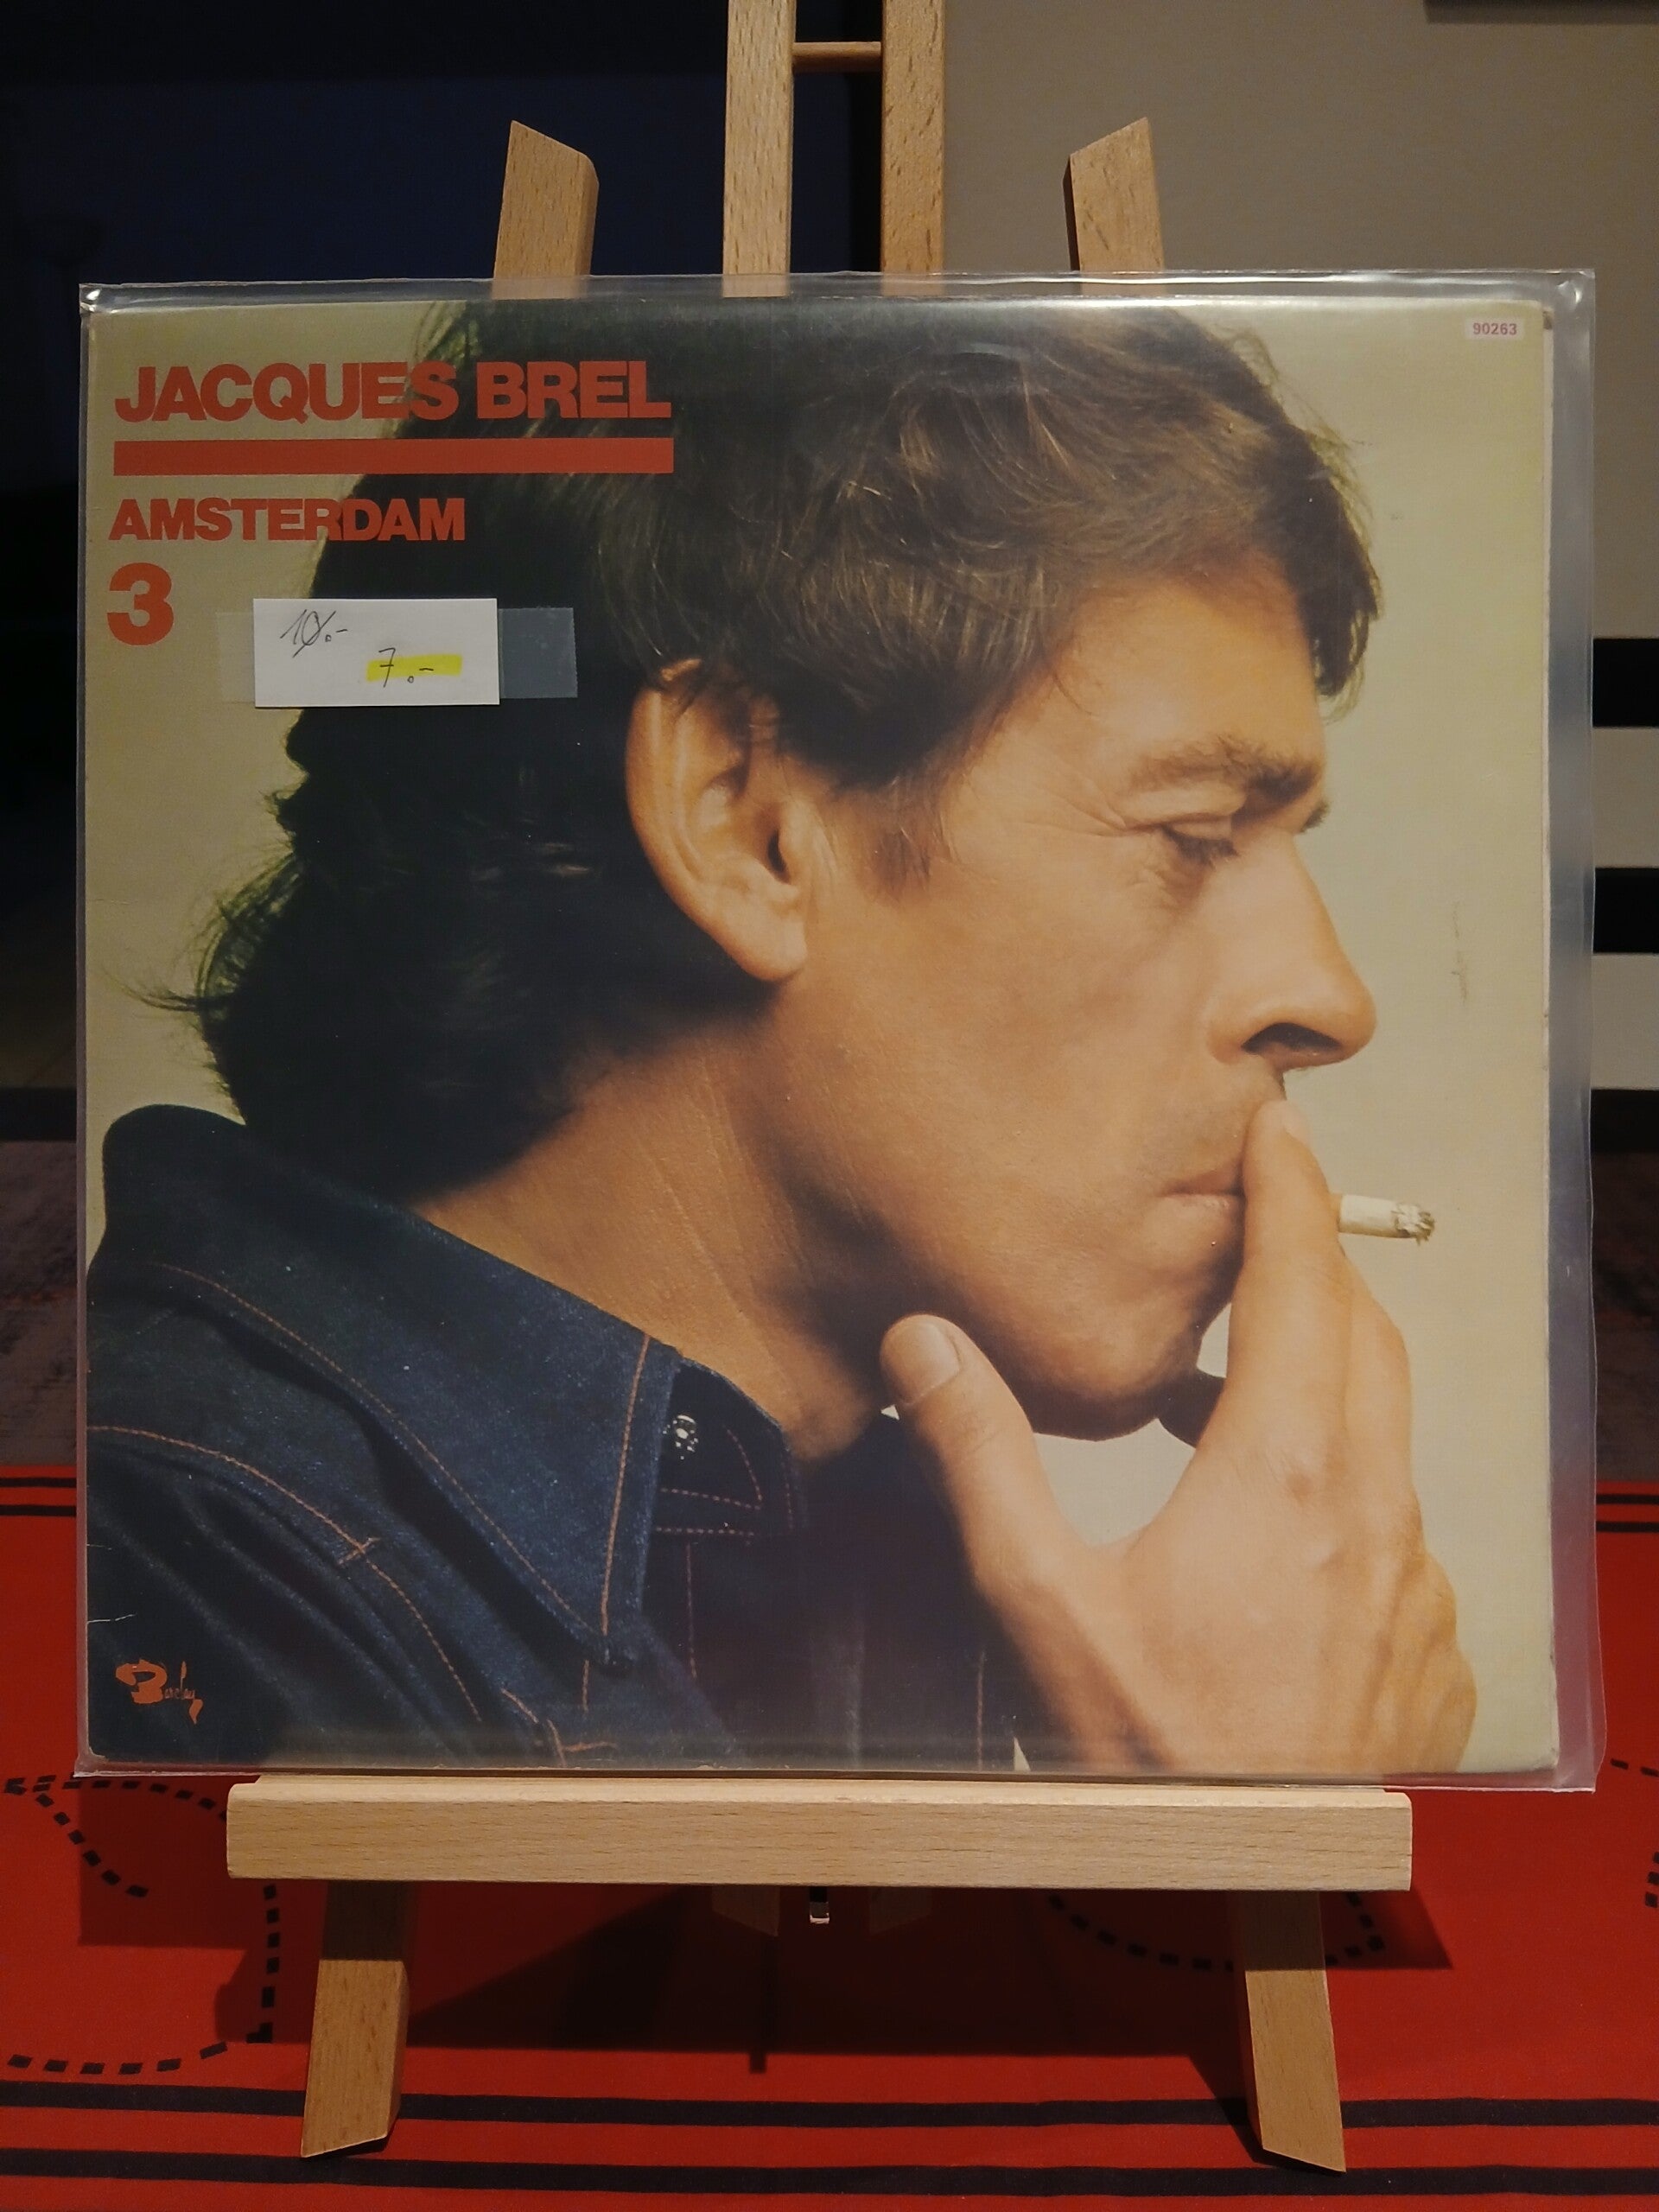 90263
JACQUES BREL
AMSTERDAM
3
10.-
7.-
Barclay